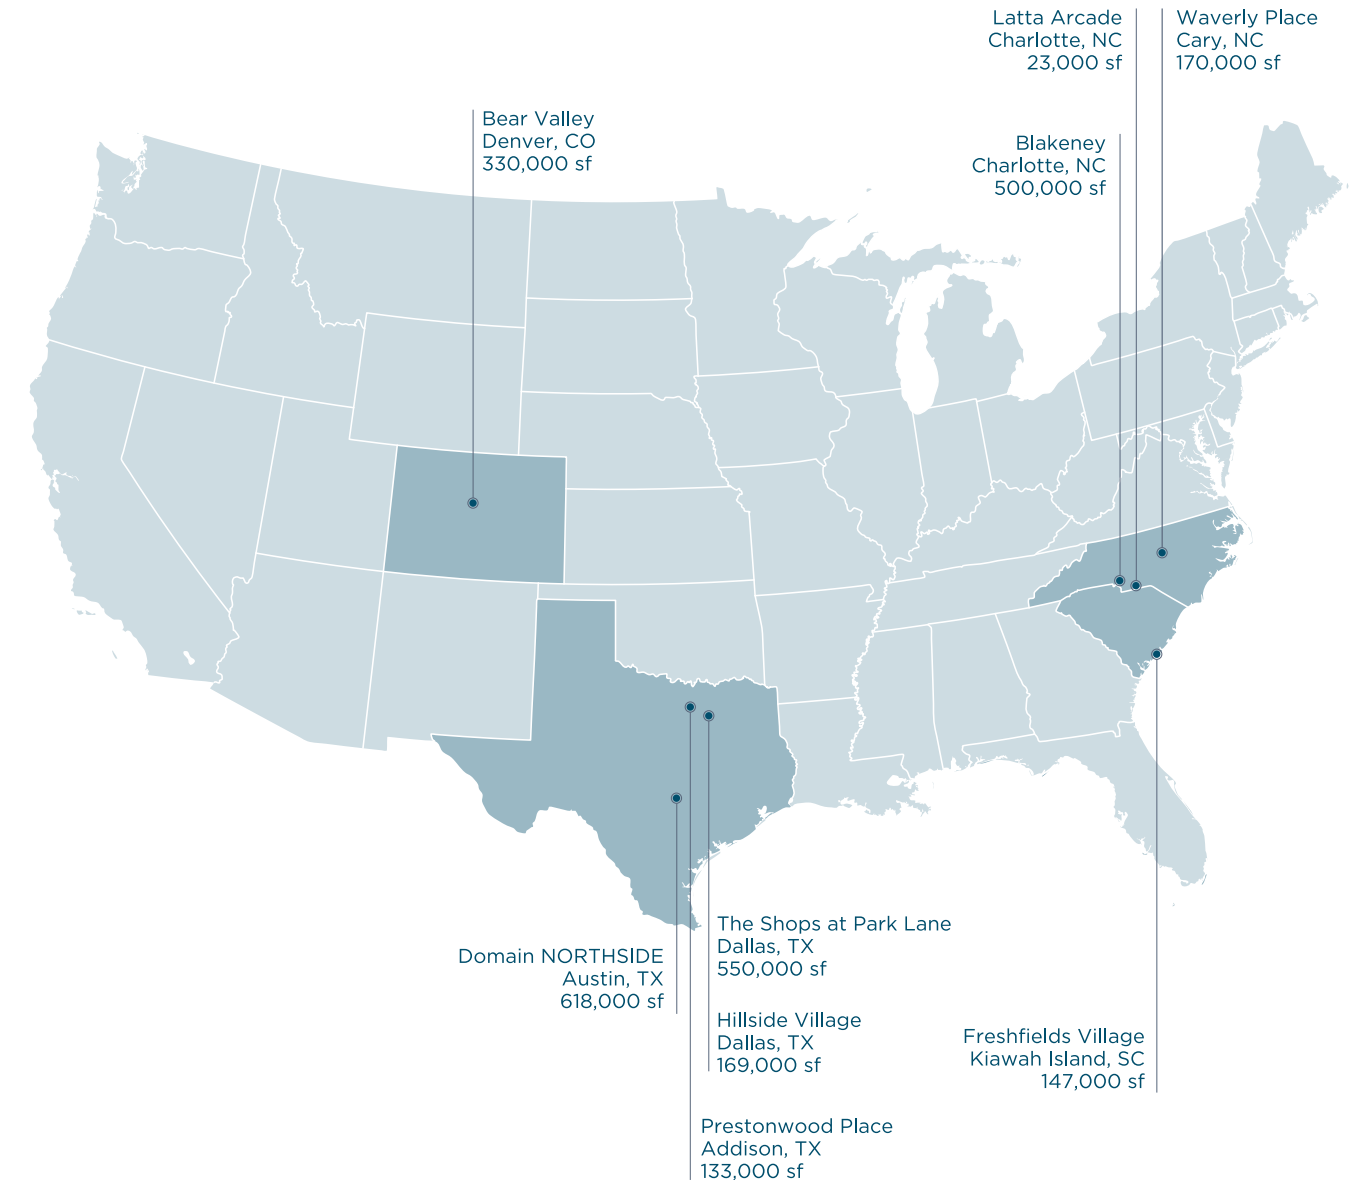 Latta Arcade
Charlotte, NC
23,000 sf
Waverly Place
Cary, NC
170,000 sf
Bear Valley
Denver, CO
330,000 sf
Blakeney
Charlotte, NC
500,000 sf
The Shops at Park Lane
Dallas, TX
550,000 sf
Domain NORTHSIDE
Austin, TX
618,000 sf
Hillside Village
Dallas, TX
169,000 sf
Freshfields Village
Kiawah Island, SC
147,000 sf
Prestonwood Place
Addison, TX
133,000 sf